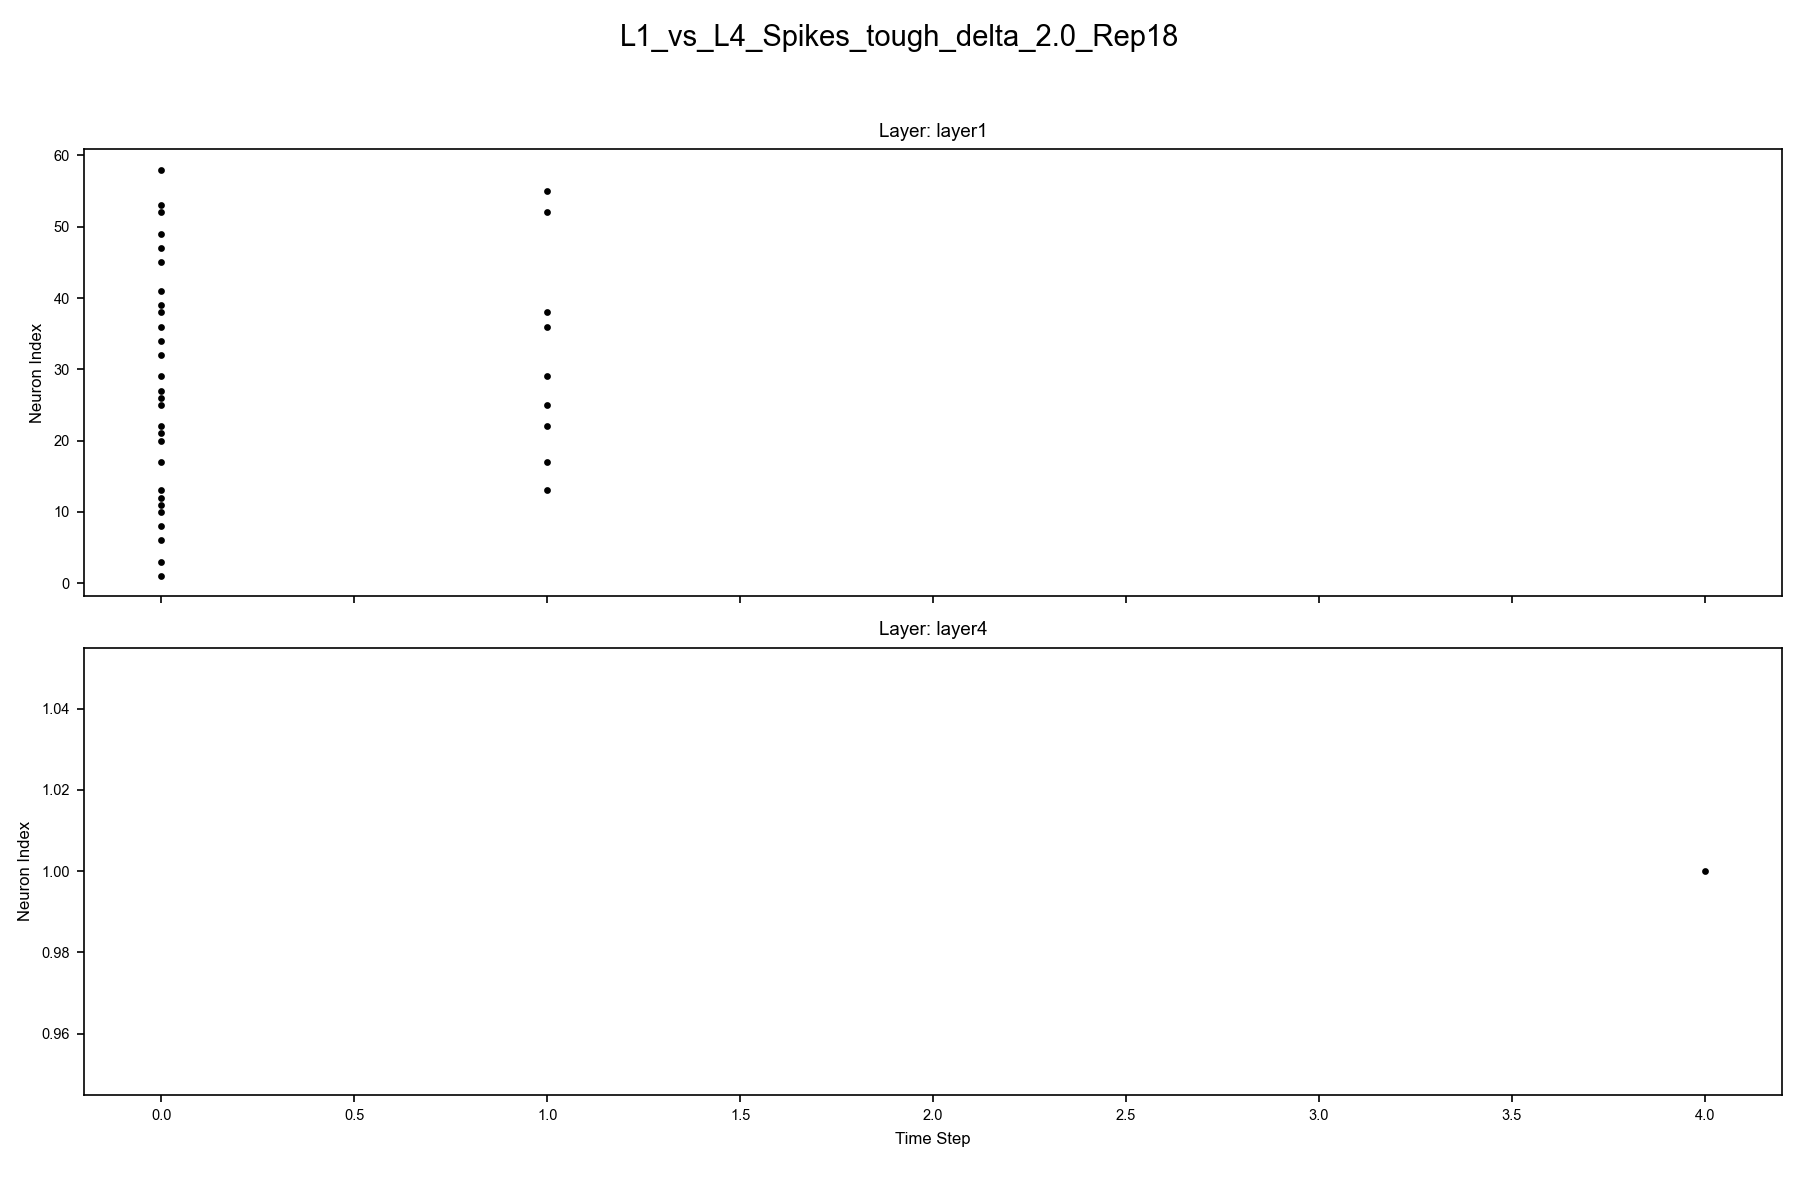 L1_vs_L4_Spikes_tough_delta_2.0_Rep18
Layer: layer1
60
50
40
30
20
10
0
Neuron Index
Layer: layer4
1.04
1.02
1.00
0.98
0.96
Neuron Index
0.0 0.5 1.0 1.5 2.0 2.5 3.0 3.5 4.0
Time Step